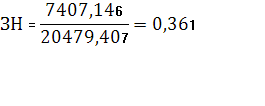 ЗН = 7407,146 / 20479,407 = 0,361